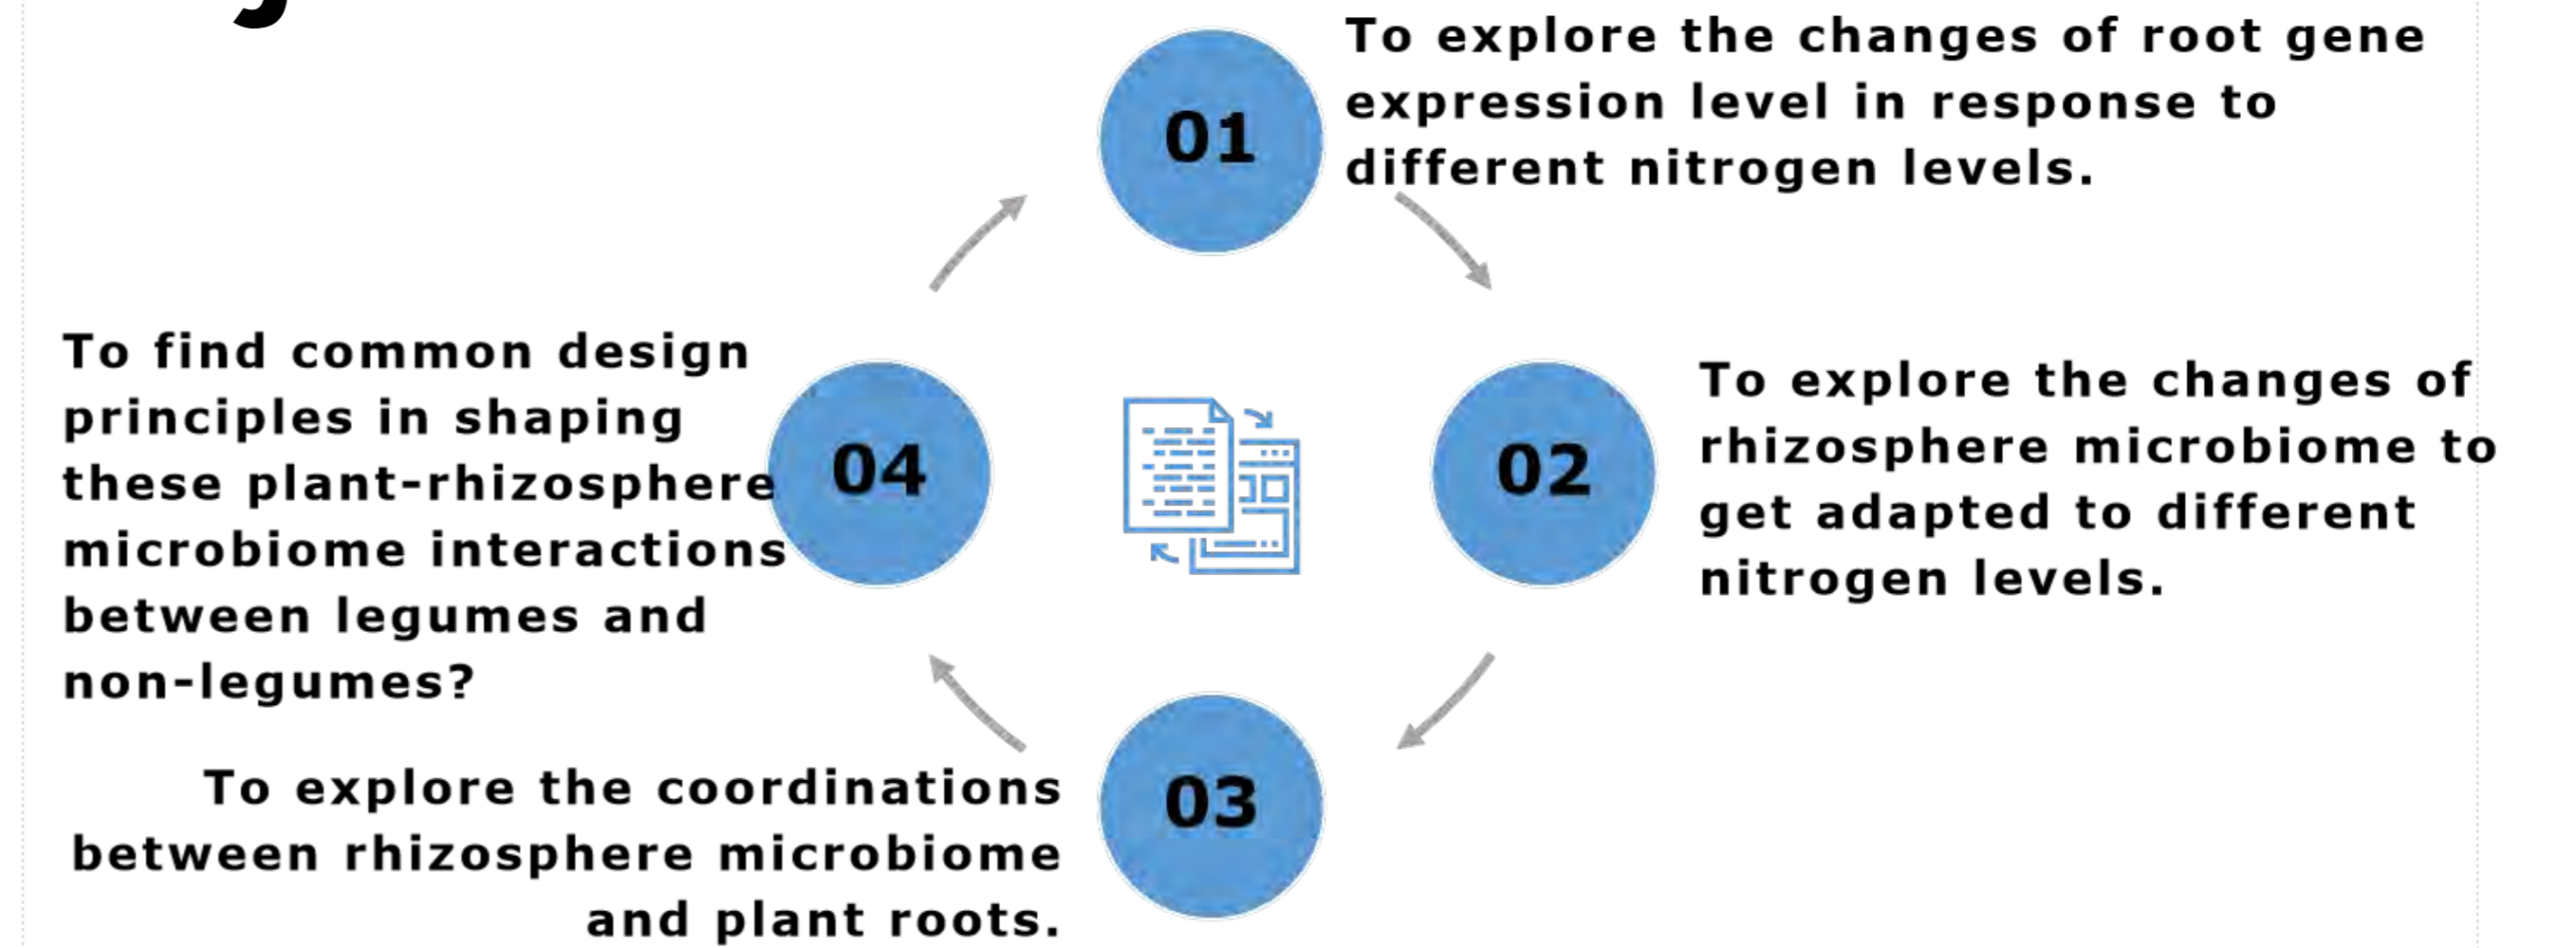 01
To explore the changes of root gene
expression level in response to
different nitrogen levels.
02
To explore the changes of
rhizosphere microbiome to
get adapted to different
nitrogen levels.
03
To explore the coordinations
between rhizosphere microbiome
and plant roots.
04
To find common design
principles in shaping
these plant-rhizosphere
microbiome interactions
between legumes and
non-legumes?